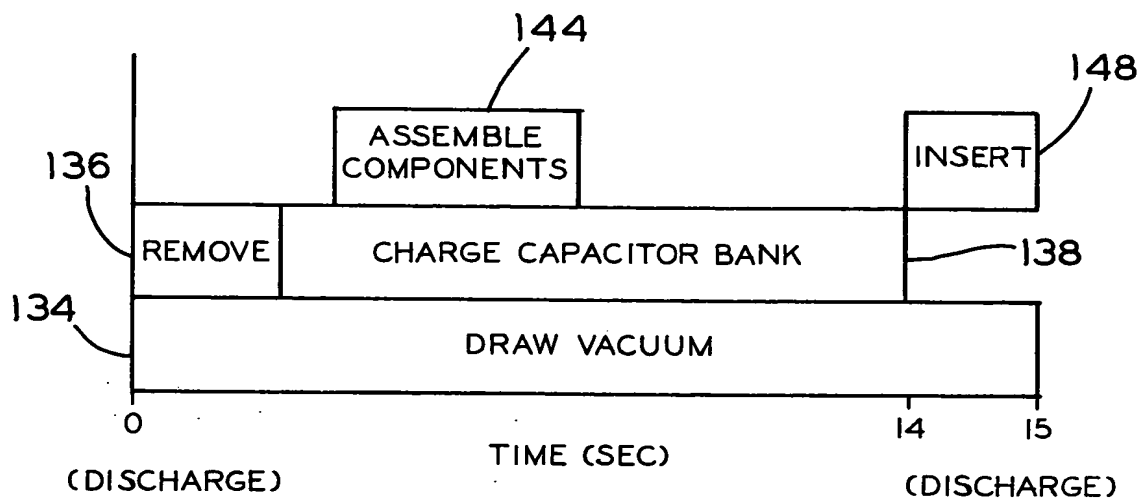 144
148
ASSEMBLE
COMPONENTS
INSERT
136
REMOVE
CHARGE CAPACITOR BANK
138
134
DRAW VACUUM
0
14
15
TIME (SEC)
(DISCHARGE)
(DISCHARGE)